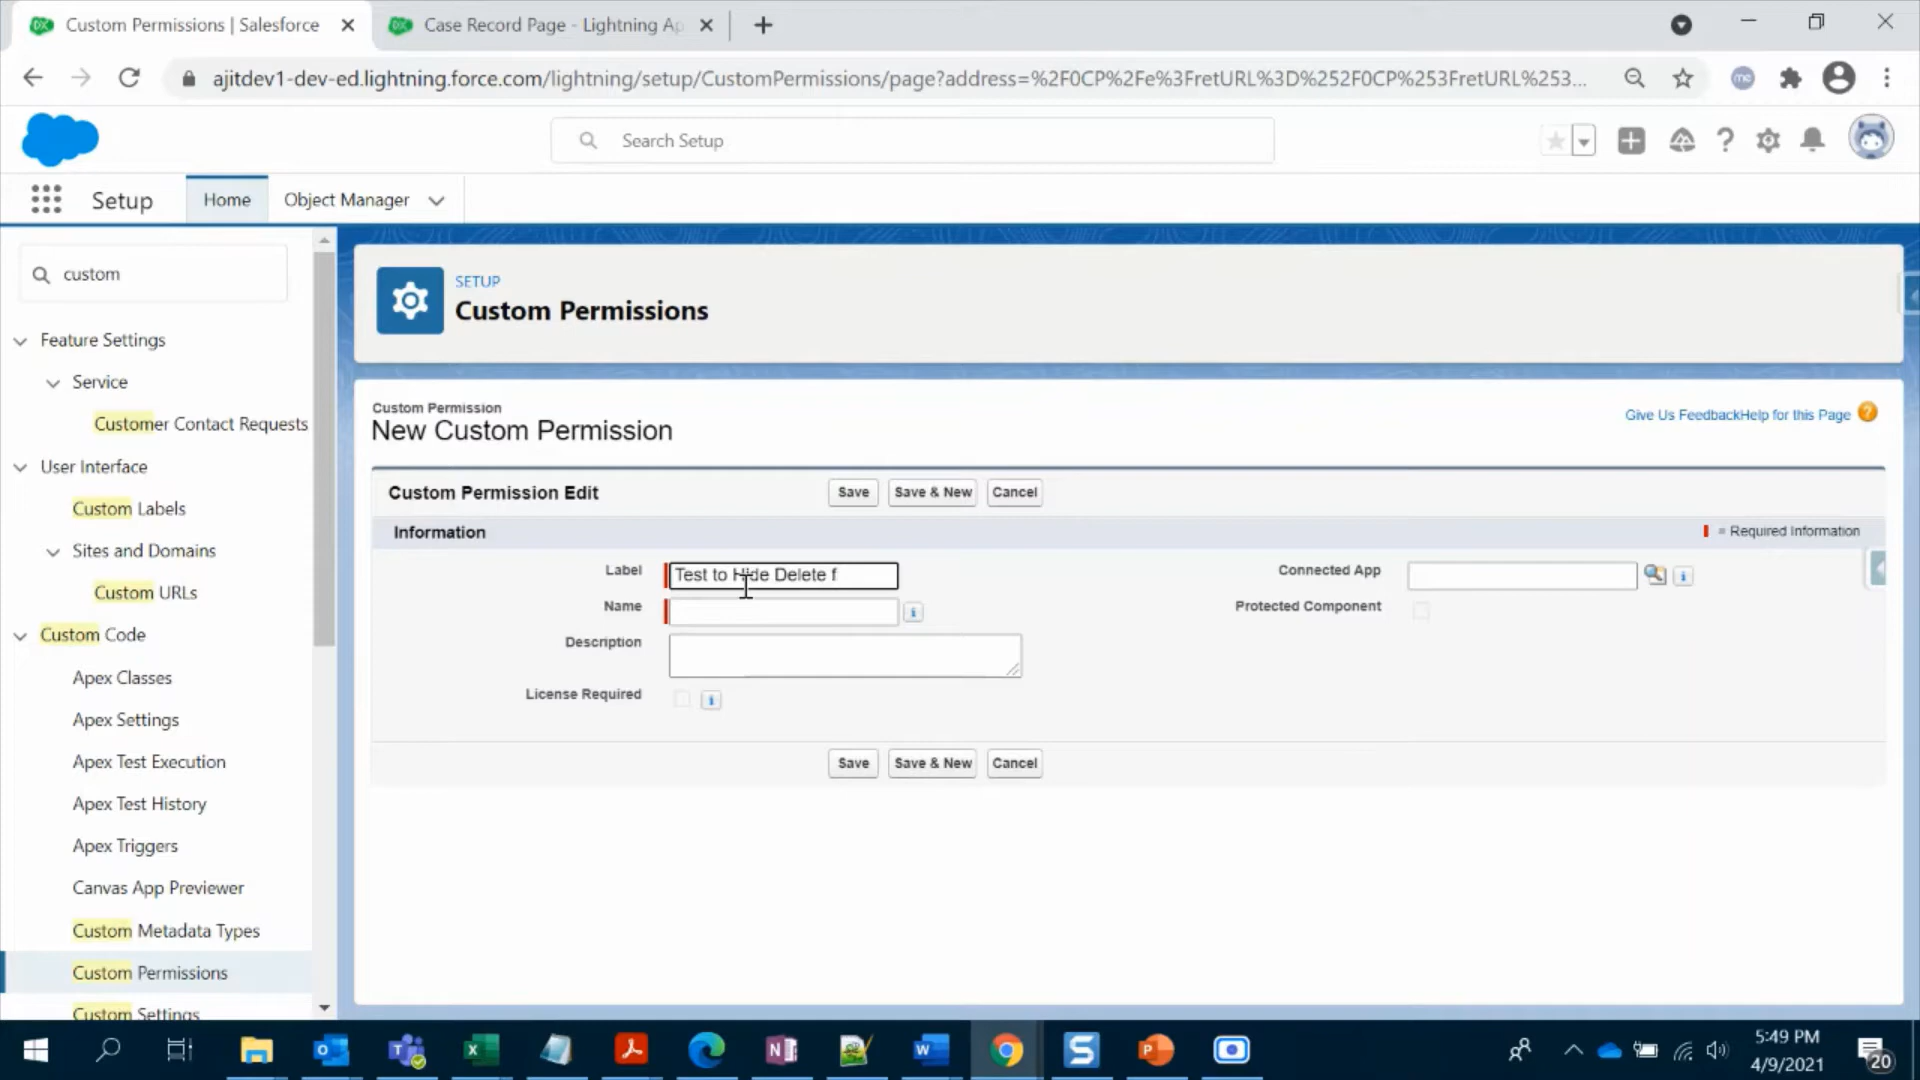 Custom Permissions | Salesforce
Case Record Page - Lightning Ap
ajitdev1-dev-ed.lightning.force.com/lightning/setup/CustomPermissions/page?address=%2F0CP%2Fe%3FretURL%3D%252F0CP%253FretURL%253...
Search Setup
Setup
Home
Object Manager
custom
Feature Settings
Service
Customer Contact Requests
User Interface
Custom Labels
Sites and Domains
Custom URLs
Custom Code
Apex Classes
Apex Settings
Apex Test Execution
Apex Test History
Apex Triggers
Canvas App Previewer
Custom Metadata Types
Custom Permissions
Custom Settings
SETUP
Custom Permissions
Custom Permission
New Custom Permission
Give Us Feedback
Help for this Page
Custom Permission Edit
Save
Save & New
Cancel
Information
= Required Information
Label
Test to Hide Delete f
Name
Description
License Required
Connected App
Protected Component
Save
Save & New
Cancel
5:49 PM
4/9/2021
20